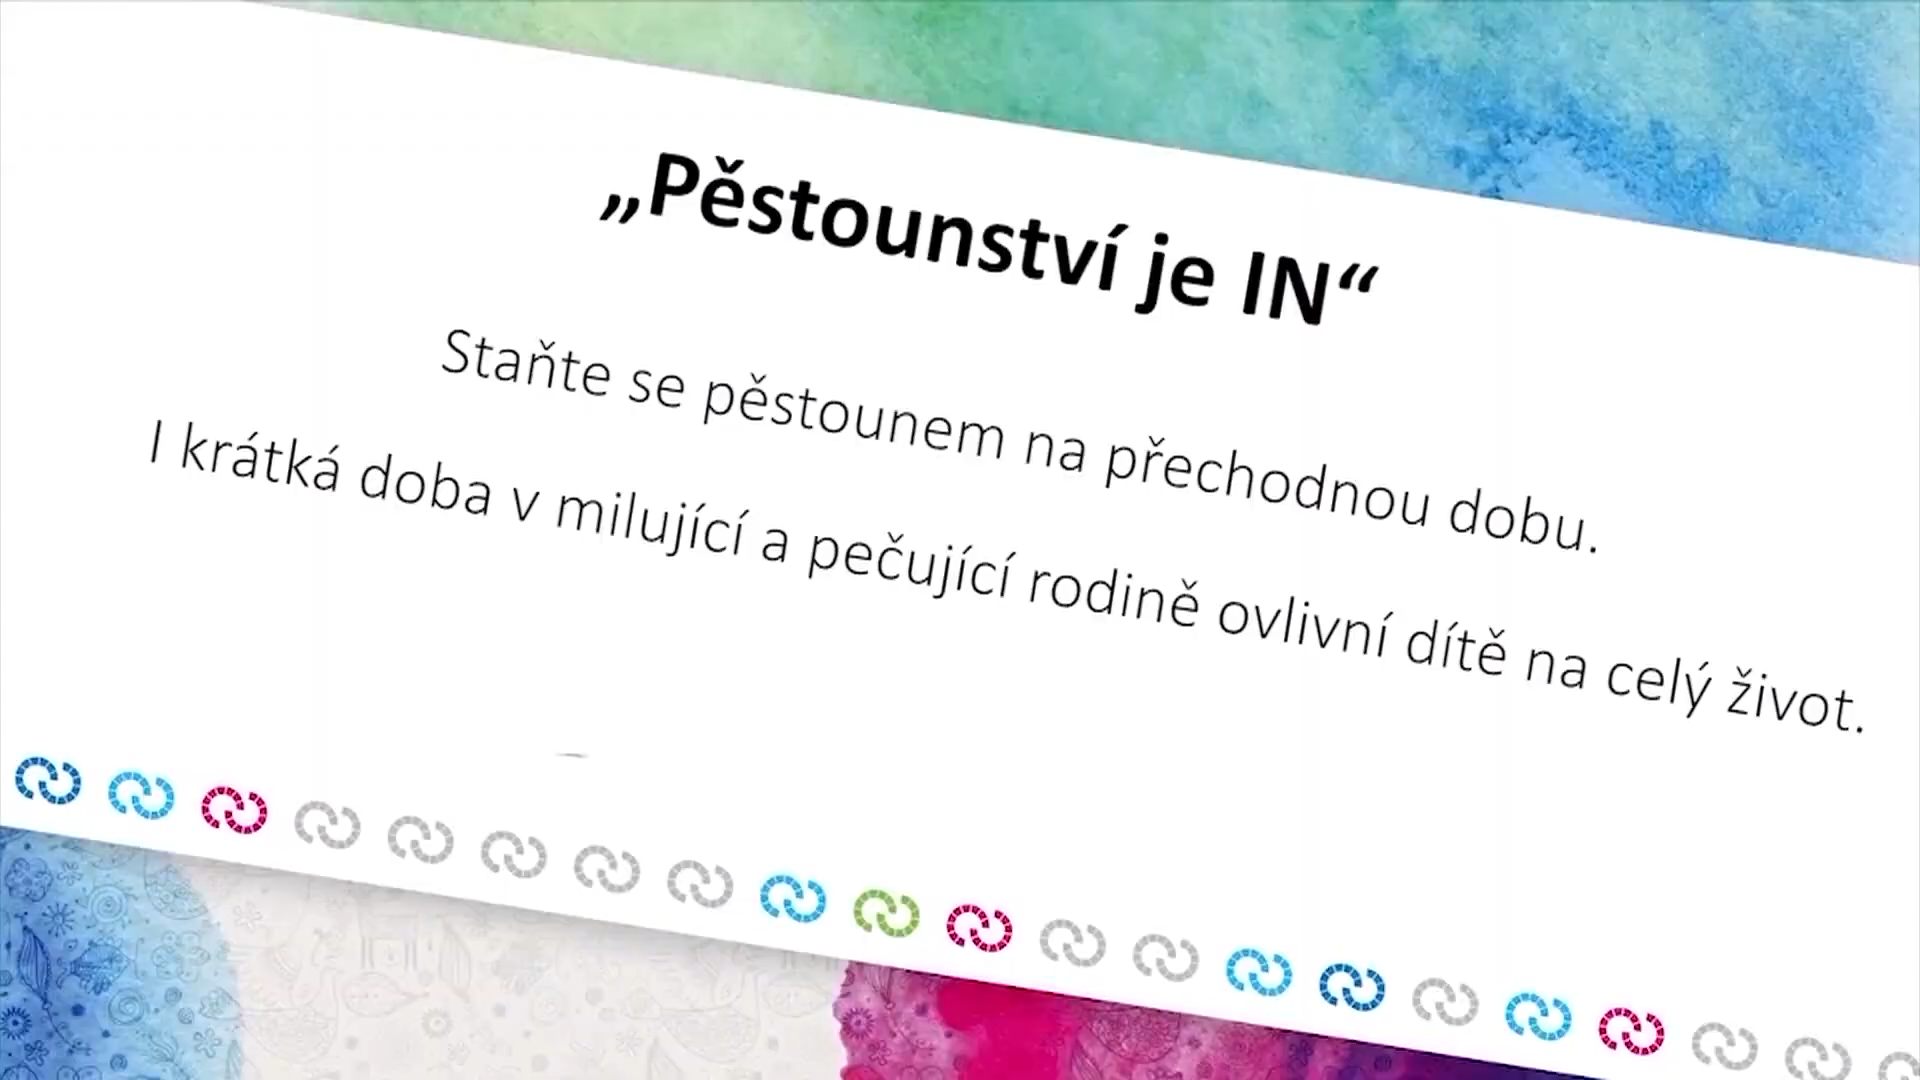 „Pěstounství je IN“
Staňte se pěstounem na přechodnou dobu.
I krátká doba v milující a pečující rodině ovlivní dítě na celý život.